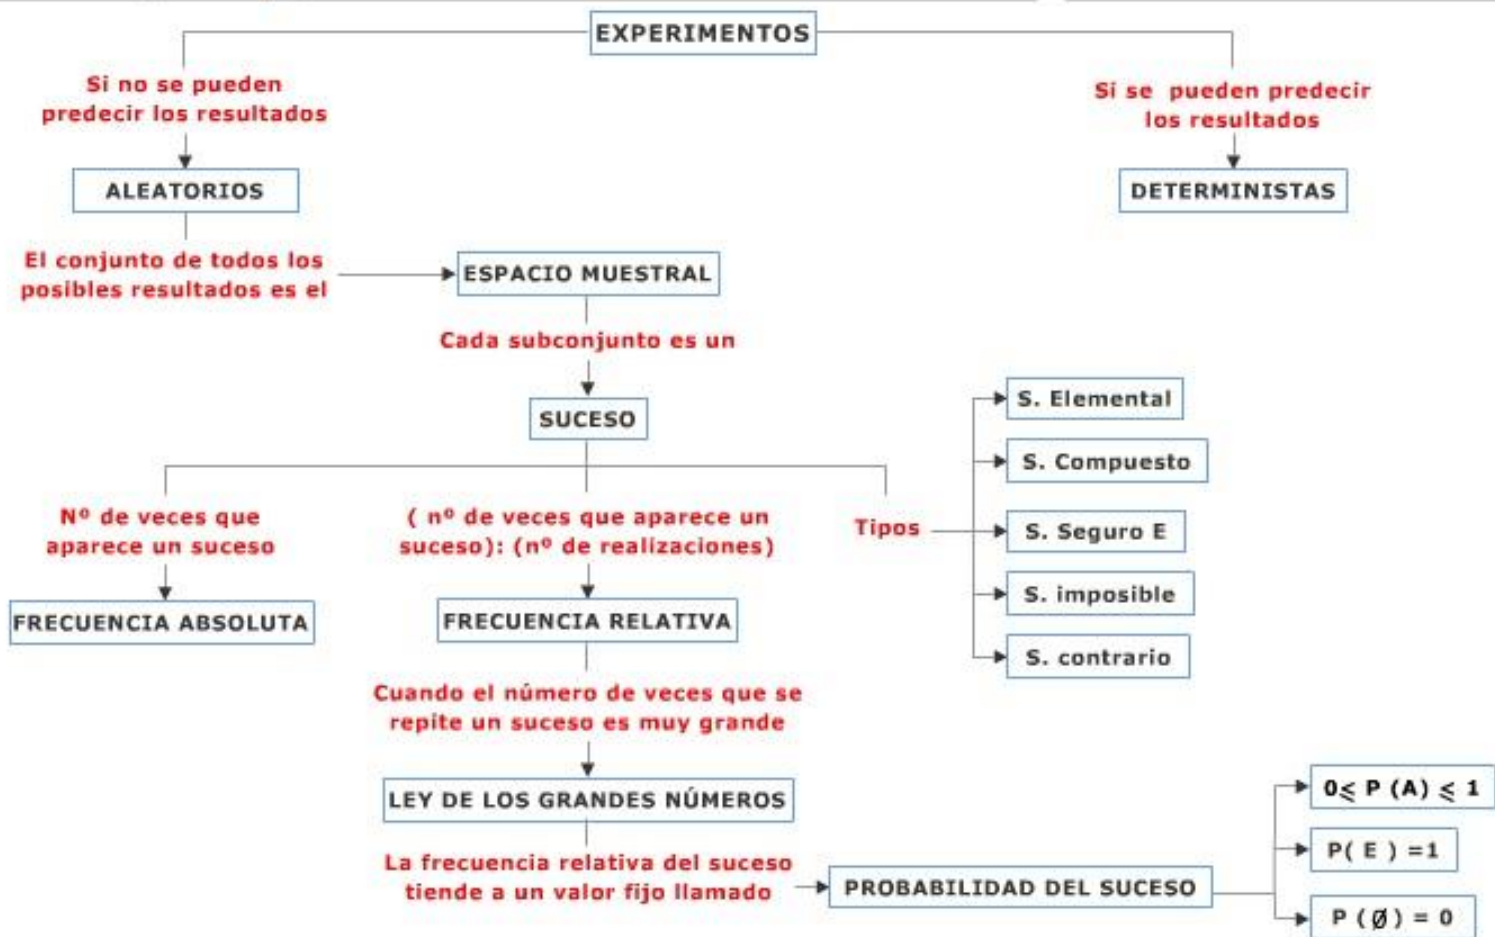 EXPERIMENTOS
Si no se pueden
predecir los resultados
Si se pueden predecir
los resultados
ALEATORIOS
DETERMINISTAS
El conjunto de todos los
posibles resultados es el
ESPACIO MUESTRAL
Cada subconjunto es un
SUCESO
Nº de veces que
aparece un suceso
( nº de veces que aparece un
suceso): (nº de realizaciones)
Tipos
S. Elemental
S. Compuesto
S. Seguro E
S. imposible
S. contrario
FRECUENCIA ABSOLUTA
FRECUENCIA RELATIVA
Cuando el número de veces que se
repite un suceso es muy grande
LEY DE LOS GRANDES NÚMEROS
La frecuencia relativa del suceso
tiende a un valor fijo llamado
PROBABILIDAD DEL SUCESO
0⩽ P (A) ⩽ 1
P( E ) =1
P ( Ø ) = 0